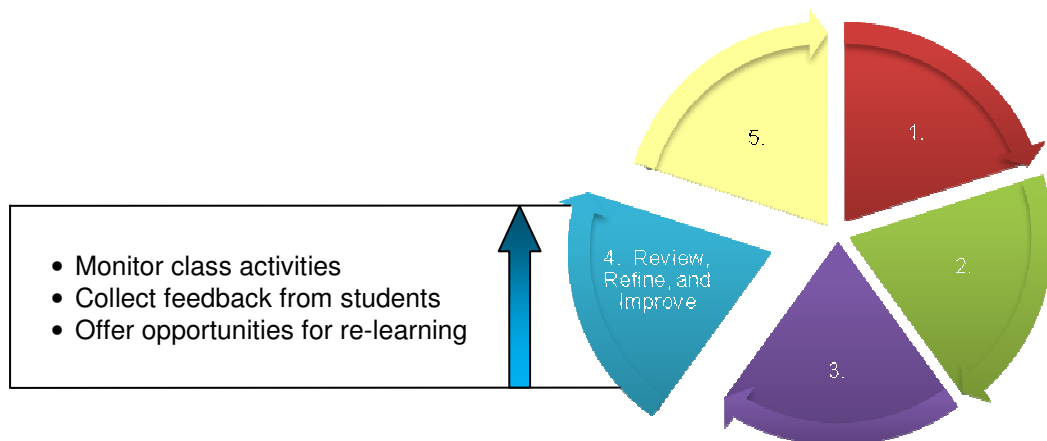 5.
1.
• Monitor class activities
• Collect feedback from students
• Offer opportunities for re-learning
4. Review,
Refine, and
Improve
2.
3.